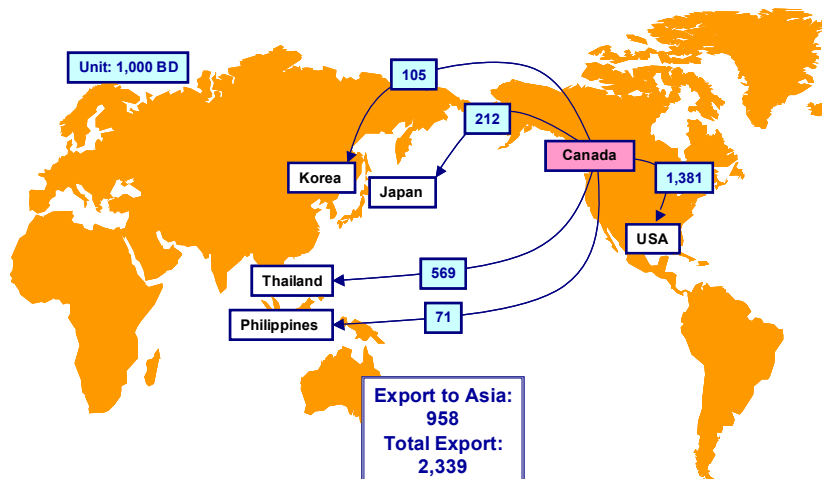 Unit: 1,000 BD
105
212
Canada
Korea
Japan
1,381
USA
Thailand
569
Philippines
71
Export to Asia:
958
Total Export:
2,339